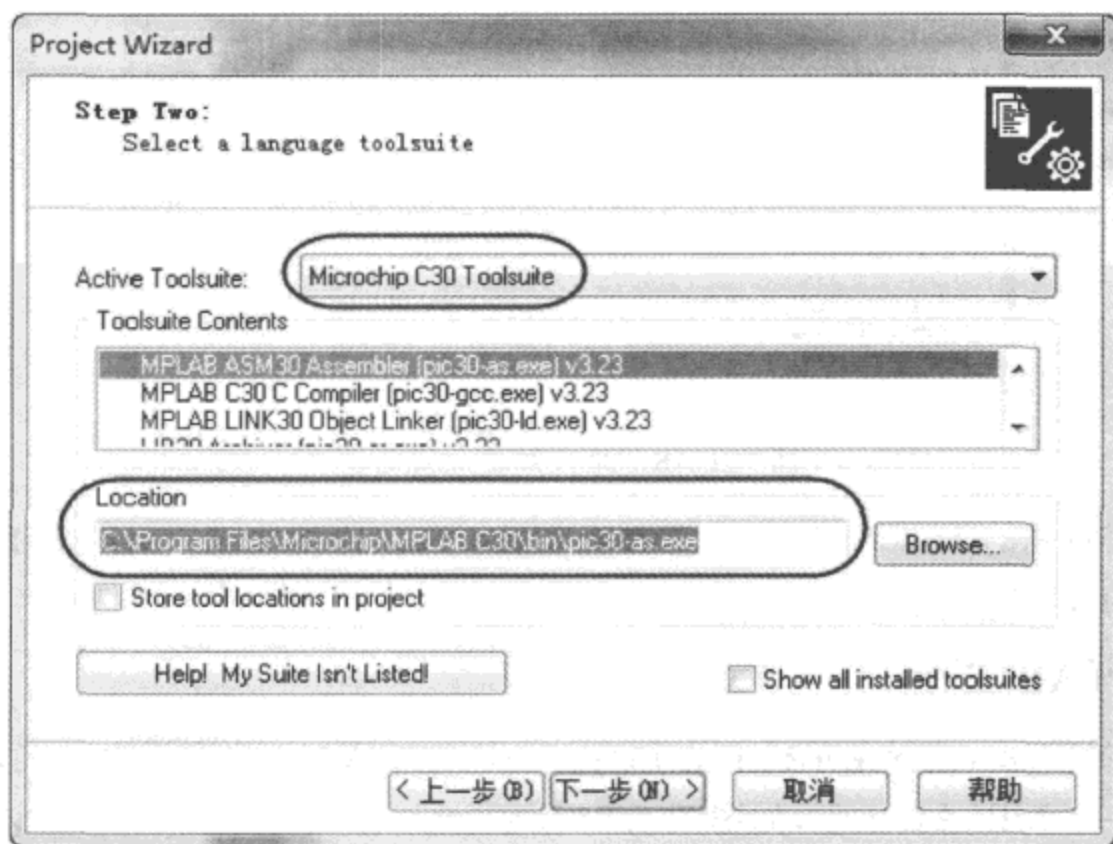 Project Wizard
Step Two:
Select a language toolsuite
Active Toolsuite: Microchip C30 Toolsuite
Toolsuite Contents
MPLAB ASM30 Assembler (pic30-as.exe) v3.23
MPLAB C30 C Compiler (pic30-gcc.exe) v3.23
MPLAB LINK30 Object Linker (pic30-ld.exe) v3.23
Location
C:\Program Files\Microchip\MPLAB C30\bin\pic30-as.exe
Browse...
Store tool locations in project
Help! My Suite Isn't Listed!
Show all installed toolsuites
< 上一步(B) 下一步(N) > 取消 帮助